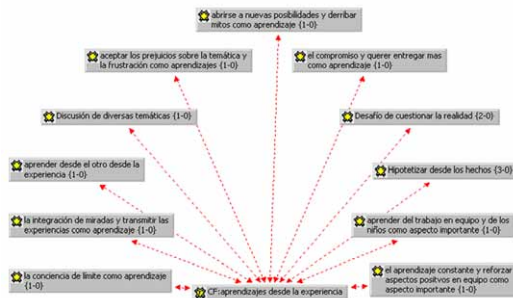 abrirse a nuevas posibilidades y derribar
mitos como aprendizaje {1-0}
aceptar los prejuicios sobre la temática y
la frustración como aprendizajes {1-0}
el compromiso y querer entregar mas
como aprendizaje {1-0}
Discusión de diversas temáticas {1-0}
Desafío de cuestionar la realidad {2-0}
aprender desde el otro desde la
experiencia {1-0}
Hipotetizar desde los hechos {3-0}
la integración de miradas y transmitir las
experiencias como aprendizaje {1-0}
aprender del trabajo en equipo y de los
niños como aspecto importante {1-0}
la conciencia de límite como aprendizaje
{1-0}
CF:aprendizajes desde la experiencia
el aprendizaje constante y reforzar
aspectos positvos en equipo como
aspecto importante {1-0}